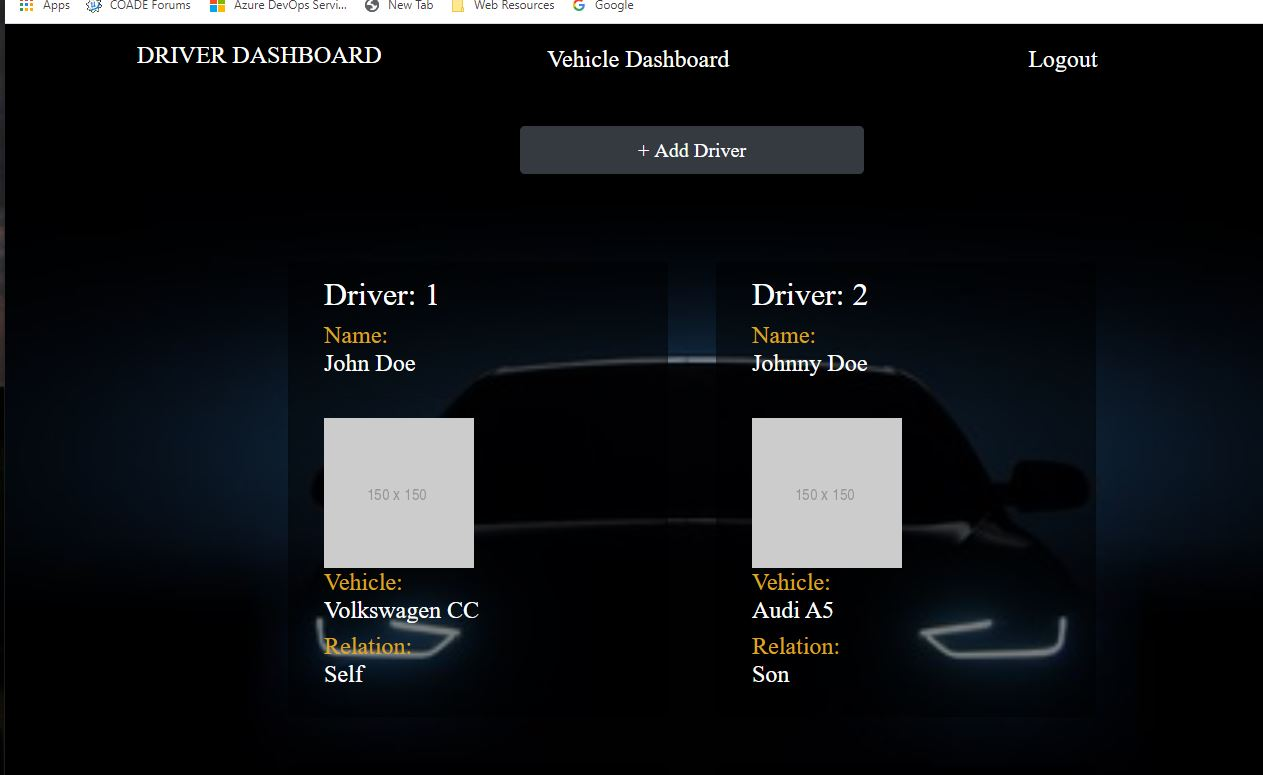 Apps COADE Forums Azure DevOps Servi... New Tab Web Resources Google
DRIVER DASHBOARD Vehicle Dashboard Logout
+ Add Driver
Driver: 1
Name:
John Doe
150 x 150
Vehicle:
Volkswagen CC
Relation:
Self
Driver: 2
Name:
Johnny Doe
150 x 150
Vehicle:
Audi A5
Relation:
Son